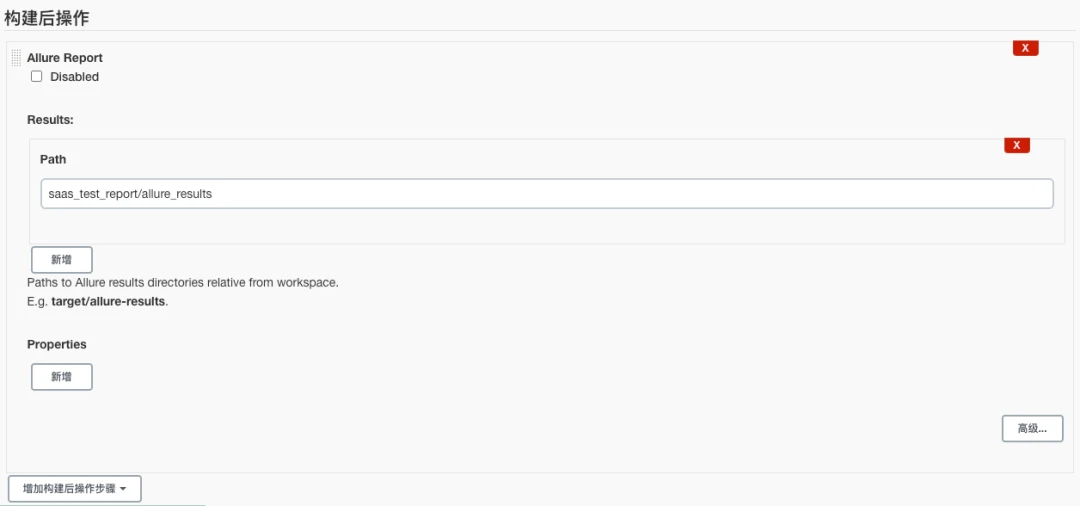 构建后操作
X
Allure Report
Disabled
Results:
X
Path
saas_test_report/allure_results
新增
Paths to Allure results directories relative from workspace.
E.g. target/allure-results.
Properties
新增
高级...
增加构建后操作步骤